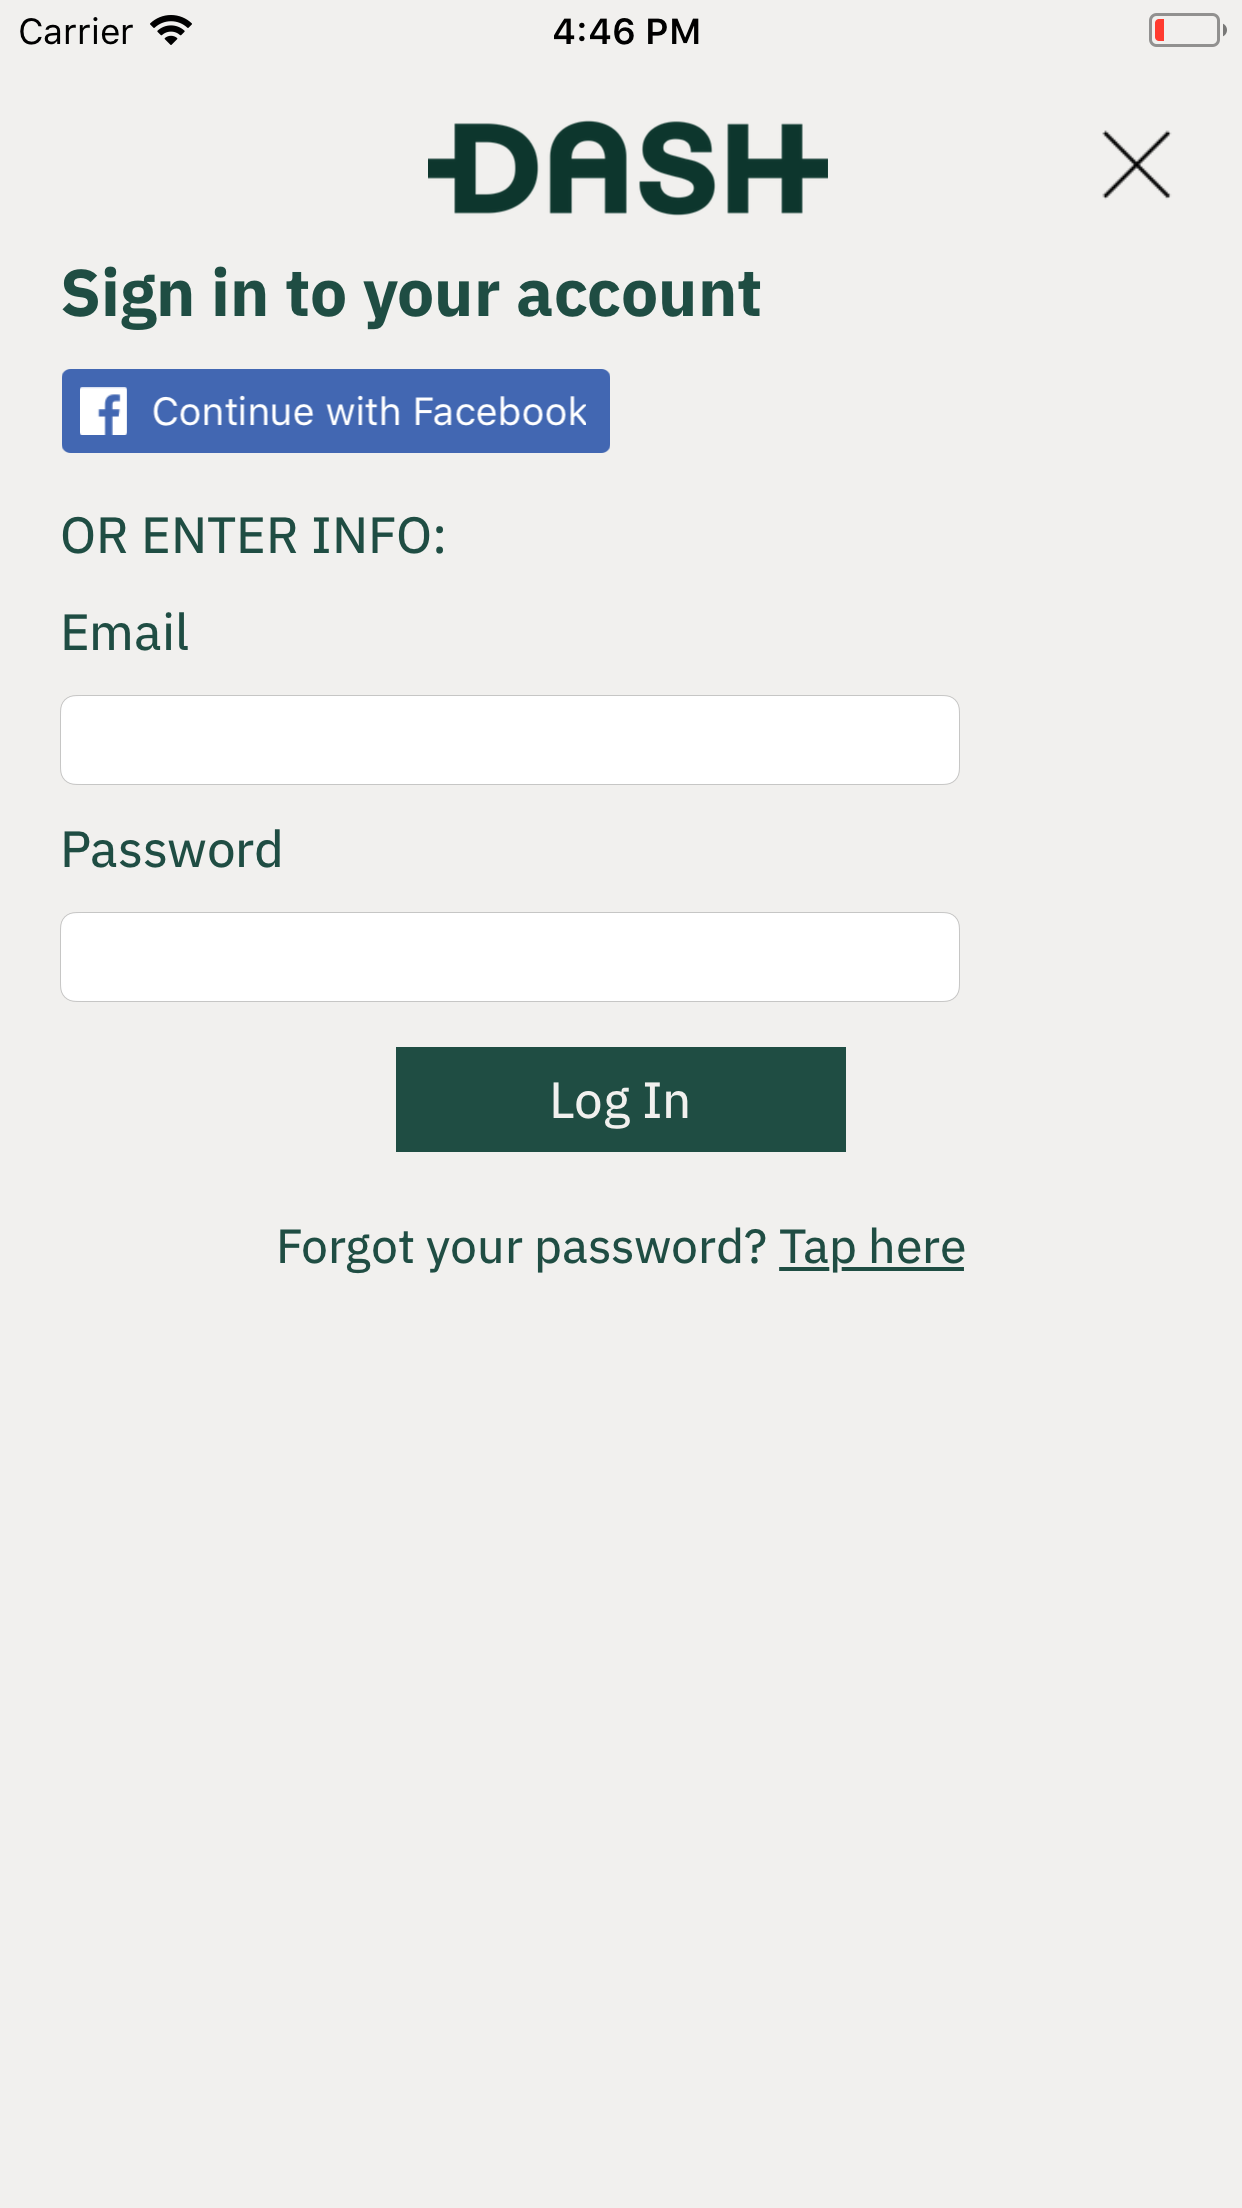 Carrier 4:46 PM
DASH
Sign in to your account
Continue with Facebook
OR ENTER INFO:
Email
Password
Log In
Forgot your password? Tap here